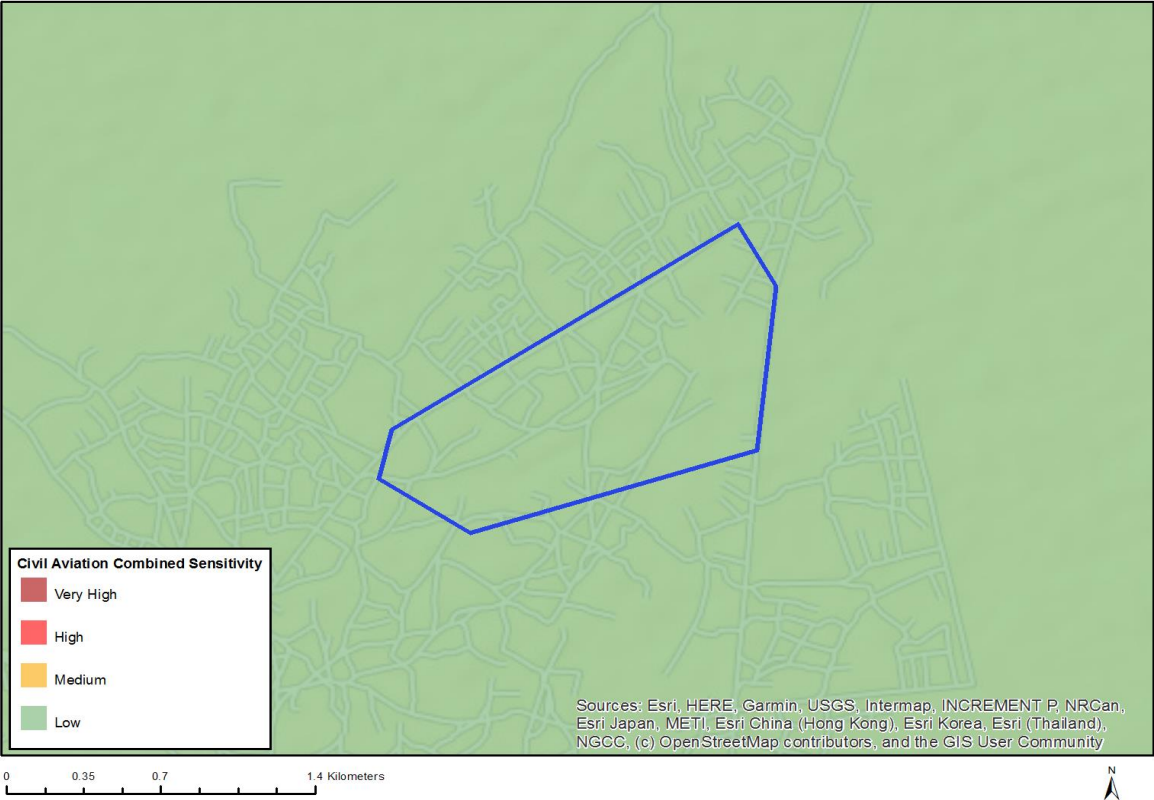 Civil Aviation Combined Sensitivity
Very High
High
Medium
Low
Sources: Esri, HERE, Garmin, USGS, Intermap, INCREMENT P, NRCan,
Esri Japan, METI, Esri China (Hong Kong), Esri Korea, Esri (Thailand),
NGCC, (c) OpenStreetMap contributors, and the GIS User Community
0 0.35 0.7 1.4 Kilometers
N